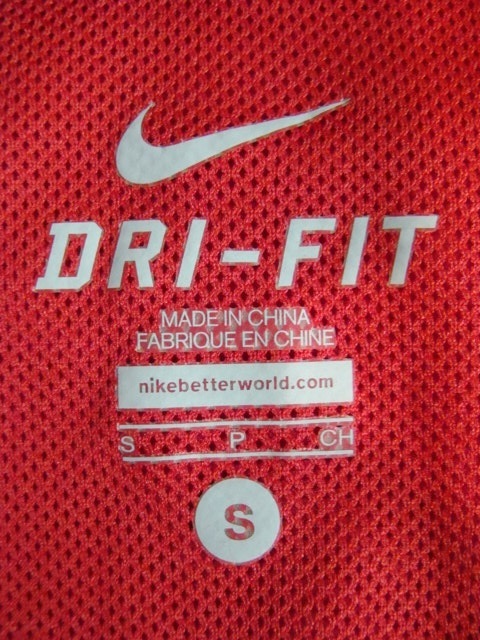 DRI-FIT
MADE IN CHINA
FABRIQUE EN CHINE
nikebetterworld.com
S P CH
S